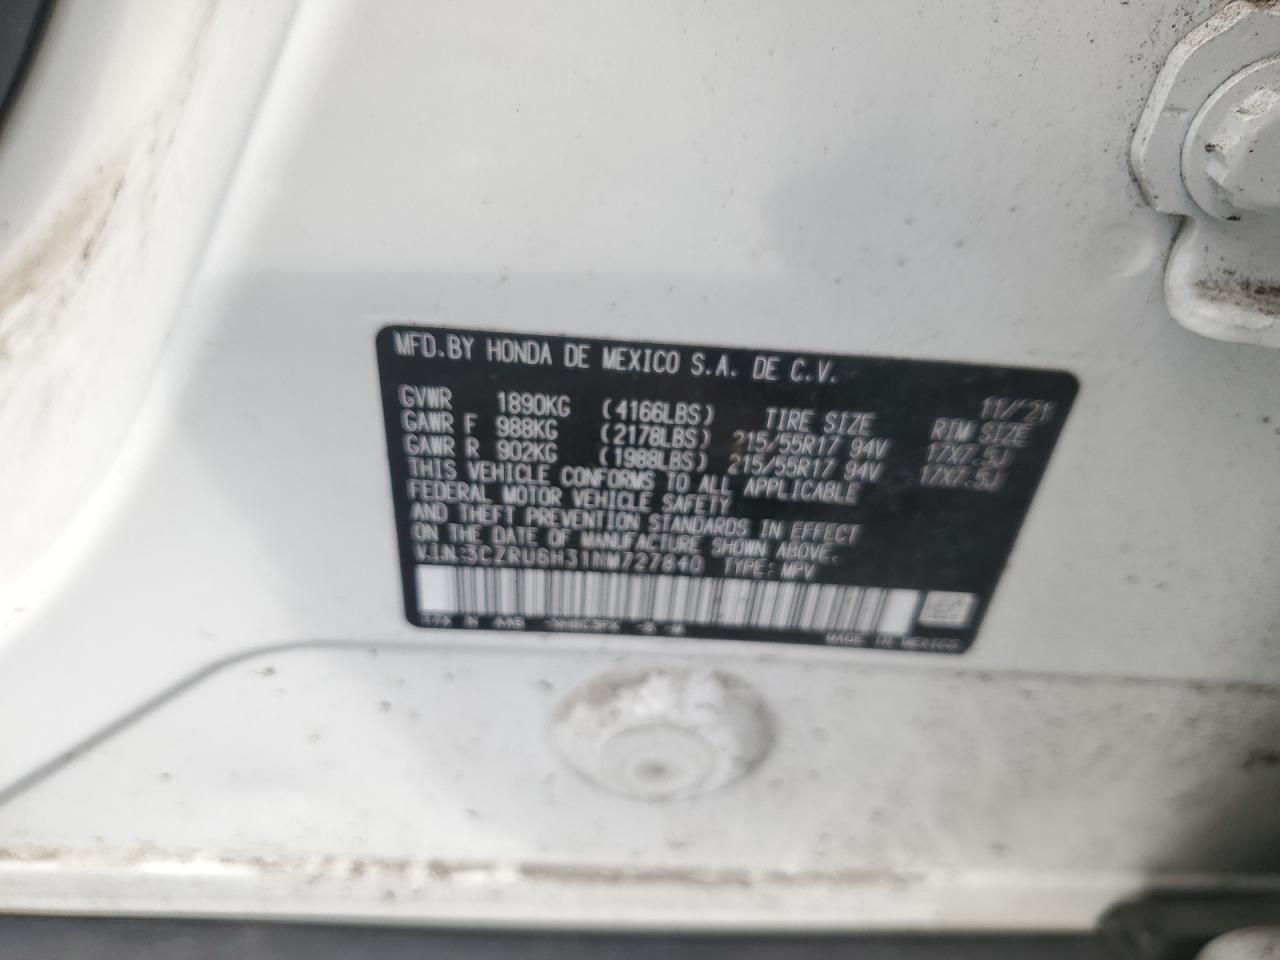 MFD.BY HONDA DE MEXICO S.A. DE C.V.
11/'21
GVWR 1890KG (4166LBS) TIRE SIZE RIM SIZE
GAWR F 988KG (2178LBS) 215/55R17 94V 17X7.5J
GAWR R 902KG (1989LBS) 215/55R17 94V 17X7.5J
THIS VEHICLE CONFORMS TO ALL APPLICABLE
FEDERAL MOTOR VEHICLE SAFETY
AND THEFT PREVENTION STANDARDS IN EFFECT
ON THE DATE OF MANUFACTURE SHOWN ABOVE.
V.I.N:3CZRU6H31NM727840 TYPE: MPV
MADE IN MEXICO